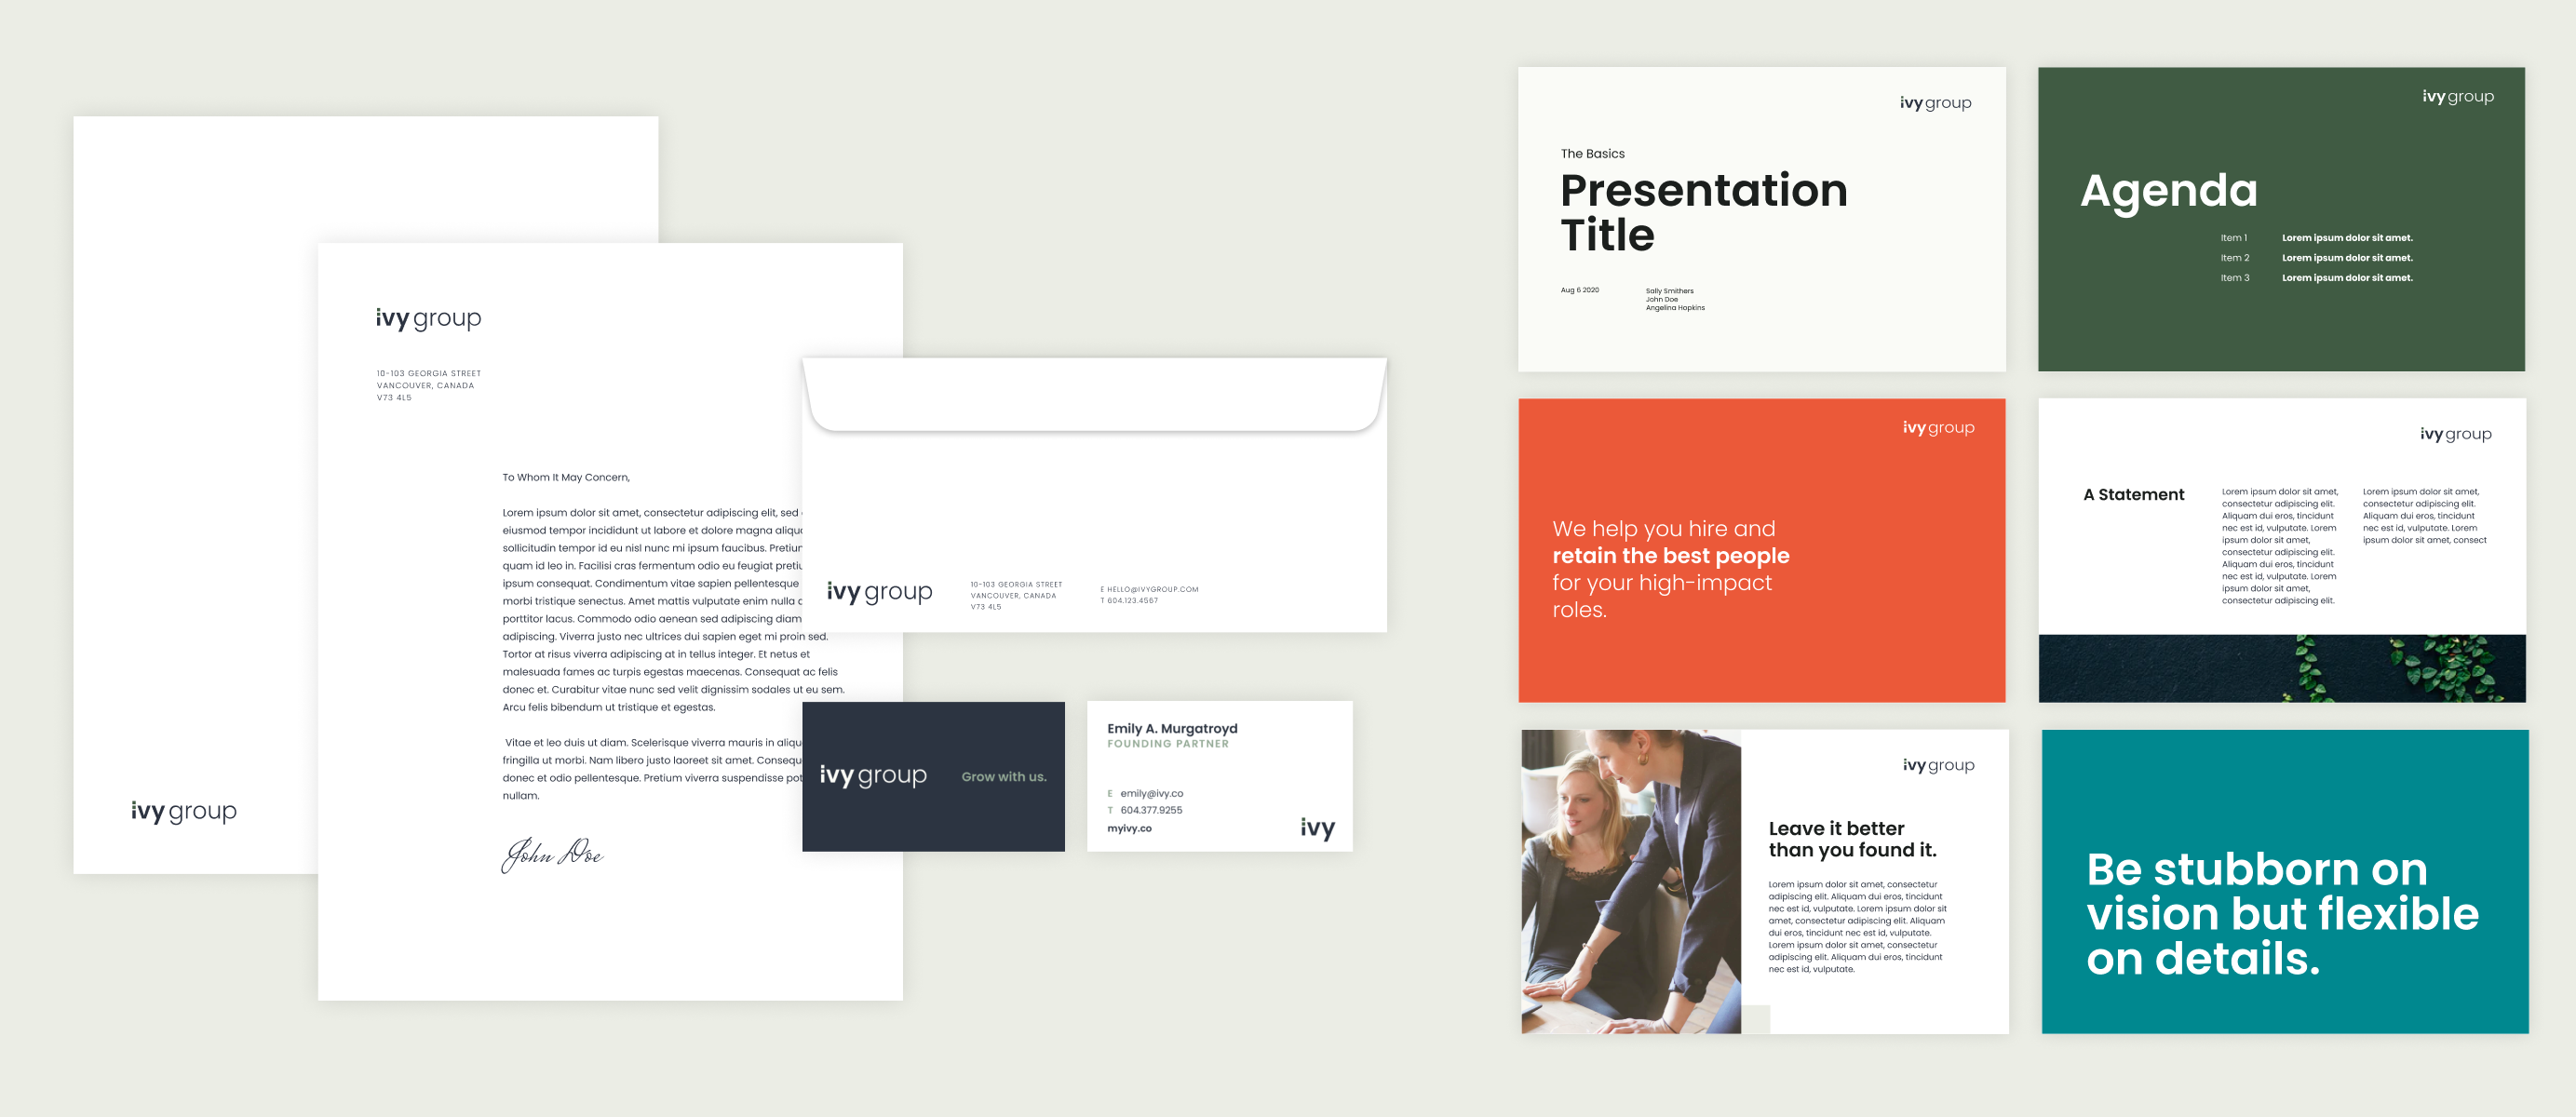 ivy group
ivy group
10-103 GEORGIA STREET
VANCOUVER, CANADA
V73 4L5
To Whom It May Concern,
Lorem ipsum dolor sit amet, consectetur adipiscing elit, sed
eiusmod tempor incididunt ut labore et dolore magna aliqu
sollicitudin tempor id eu nisl nunc mi ipsum faucibus. Pretiu
quam id leo in. Facilisi cras fermentum odio eu feugiat preti
ipsum consequat. Condimentum vitae sapien pellentesque
morbi tristique senectus. Amet mattis vulputate enim nulla
porttitor lacus. Commodo odio aenean sed adipiscing diam
adipiscing. Viverra justo nec ultrices dui sapien eget mi proin sed.
Tortor at risus viverra adipiscing at in tellus integer. Et netus et
malesuada fames ac turpis egestas maecenas. Consequat ac felis
donec et. Curabitur vitae nunc sed velit dignissim sodales ut eu sem.
Arcu felis bibendum ut tristique et egestas.
Vitae et leo duis ut diam. Scelerisque viverra mauris in aliqu
fringilla ut morbi. Nam libero justo laoreet sit amet. Consequ
donec et odio pellentesque. Pretium viverra suspendisse pot
nullam.
John Doe
ivy group
10-103 GEORGIA STREET
VANCOUVER, CANADA
V73 4L5
E HELLO@IVYGROUP.COM
T 604.123.4567
ivy group
Grow with us.
Emily A. Murgatroyd
FOUNDING PARTNER
E emily@ivy.co
T 604.377.9255
myivy.co
ivy
ivy group
The Basics
Presentation
Title
Aug 6 2020
Sally Smithers
John Doe
Angelina Hopkins
ivy group
Agenda
Item 1 Lorem ipsum dolor sit amet.
Item 2 Lorem ipsum dolor sit amet.
Item 3 Lorem ipsum dolor sit amet.
ivy group
We help you hire and
retain the best people
for your high-impact
roles.
ivy group
A Statement
Lorem ipsum dolor sit amet,
consectetur adipiscing elit.
Aliquam dui eros, tincidunt
nec est id, vulputate. Lorem
ipsum dolor sit amet,
consectetur adipiscing elit.
Aliquam dui eros, tincidunt
nec est id, vulputate. Lorem
ipsum dolor sit amet,
consectetur adipiscing elit.
Lorem ipsum dolor sit amet,
consectetur adipiscing elit.
Aliquam dui eros, tincidunt
nec est id, vulputate. Lorem
ipsum dolor sit amet, consect
ivy group
Leave it better
than you found it.
Lorem ipsum dolor sit amet, consectetur
adipiscing elit. Aliquam dui eros, tincidunt
nec est id, vulputate. Lorem ipsum dolor sit
amet, consectetur adipiscing elit. Aliquam
dui eros, tincidunt nec est id, vulputate.
Lorem ipsum dolor sit amet, consectetur
adipiscing elit. Aliquam dui eros, tincidunt
nec est id, vulputate.
Be stubborn on
vision but flexible
on details.